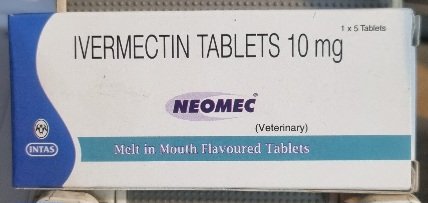 1 x 5 Tablets
IVERMECTIN TABLETS 10 mg
NEOMEC®
(Veterinary)
INTAS
Melt in Mouth Flavoured Tablets